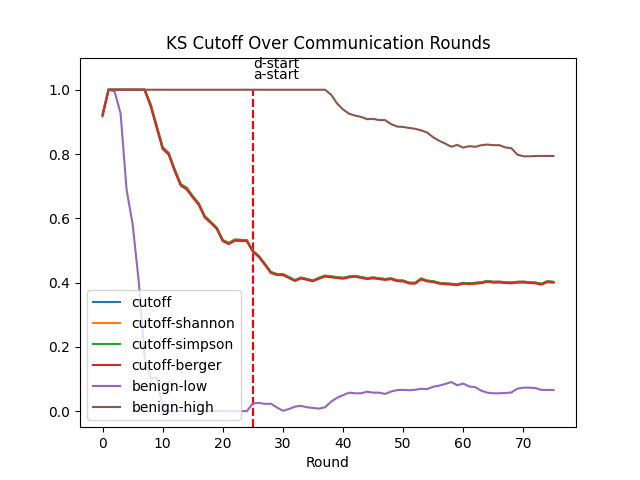 KS Cutoff Over Communication Rounds
d-start
a-start
1.0
0.8
0.6
0.4
0.2
0.0
cutoff
cutoff-shannon
cutoff-simpson
cutoff-berger
benign-low
benign-high
0 10 20 30 40 50 60 70
Round